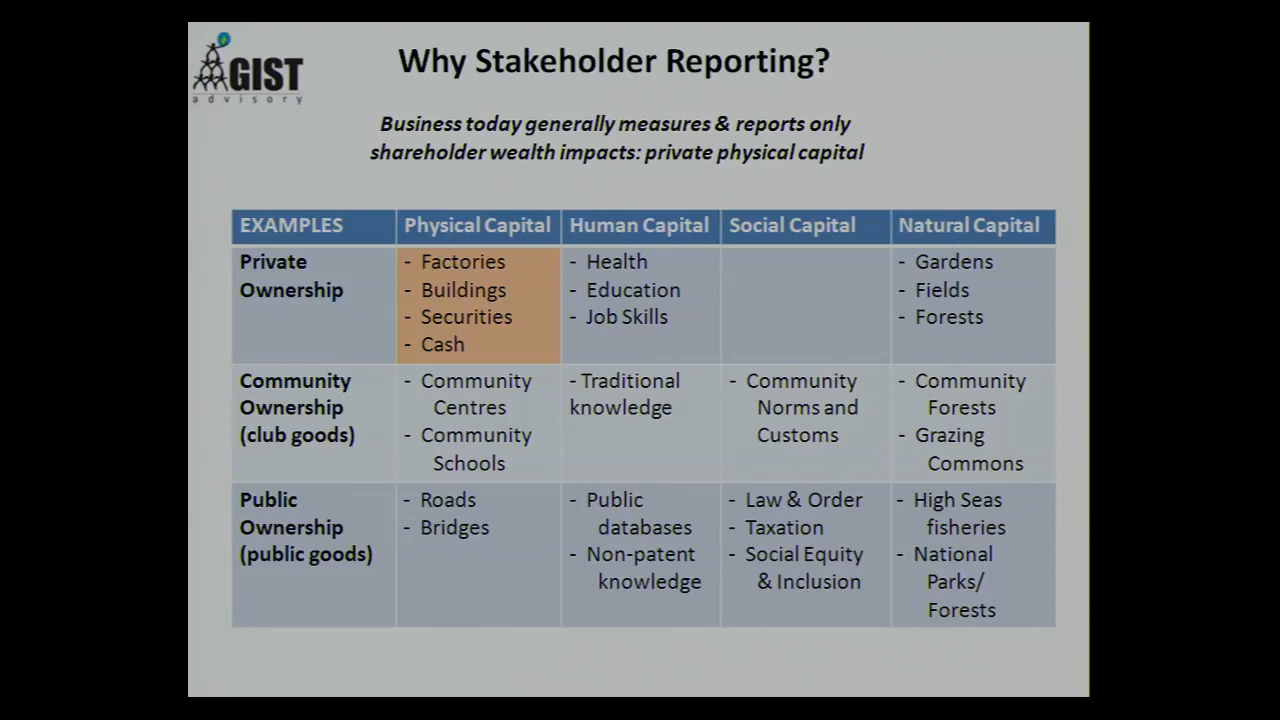 GIST
advisory
Why Stakeholder Reporting?
Business today generally measures & reports only
shareholder wealth impacts: private physical capital
EXAMPLES Physical Capital Human Capital Social Capital Natural Capital
Private
Ownership
- Factories
- Buildings
- Securities
- Cash
- Health
- Education
- Job Skills
- Gardens
- Fields
- Forests
Community
Ownership
(club goods)
- Community
Centres
- Community
Schools
- Traditional
knowledge
- Community
Norms and
Customs
- Community
Forests
- Grazing
Commons
Public
Ownership
(public goods)
- Roads
- Bridges
- Public
databases
- Non-patent
knowledge
- Law & Order
- Taxation
- Social Equity
& Inclusion
- High Seas
fisheries
- National
Parks/
Forests